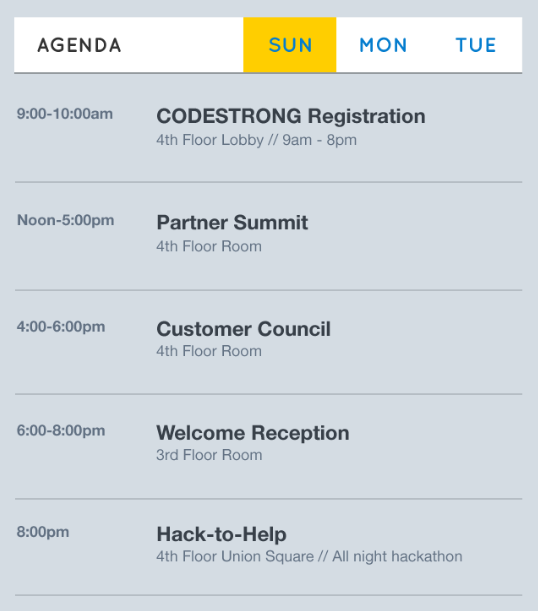 AGENDA SUN MON TUE
9:00-10:00am CODESTRONG Registration
4th Floor Lobby // 9am - 8pm
Noon-5:00pm Partner Summit
4th Floor Room
4:00-6:00pm Customer Council
4th Floor Room
6:00-8:00pm Welcome Reception
3rd Floor Room
8:00pm Hack-to-Help
4th Floor Union Square // All night hackathon